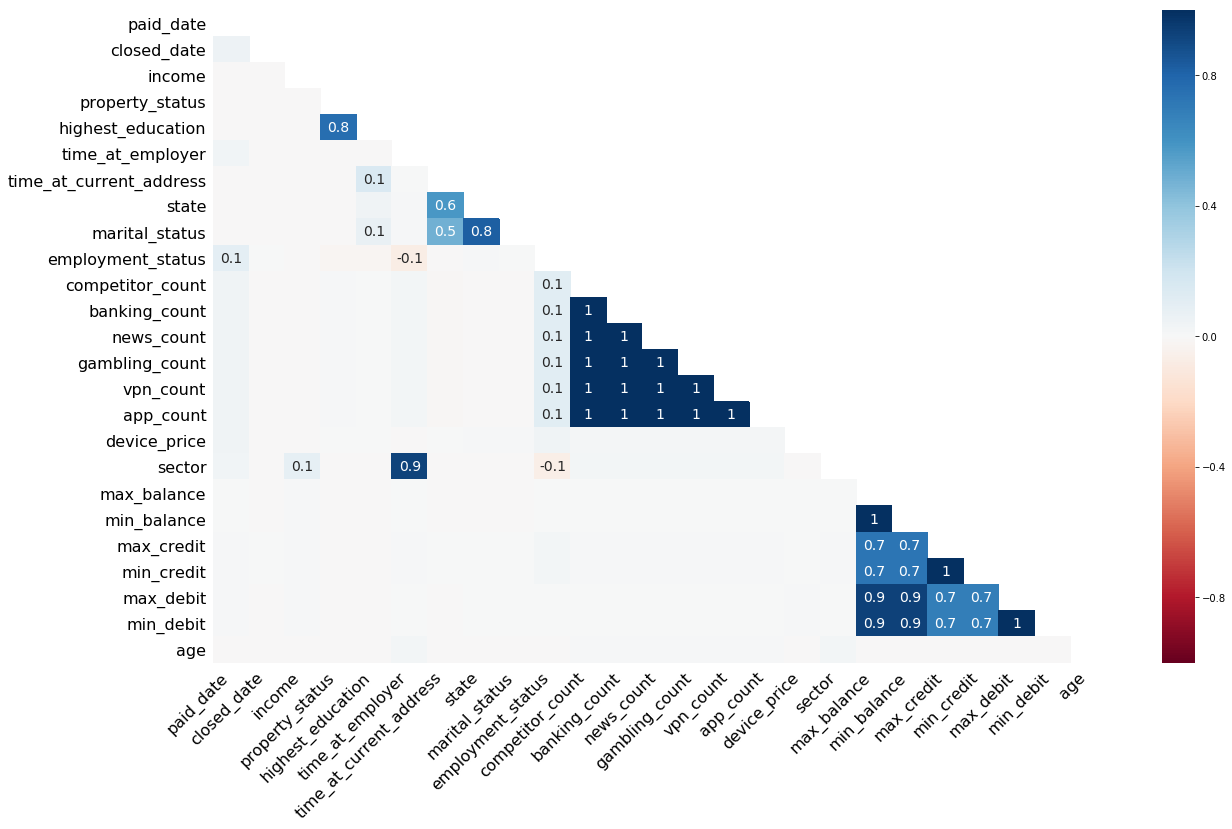 paid_date
closed_date
income
property_status
highest_education 0.8
time_at_employer
time_at_current_address 0.1
state 0.6
marital_status 0.1 0.5 0.8
employment_status 0.1 -0.1
competitor_count 0.1
banking_count 0.1 1
news_count 0.1 1 1
gambling_count 0.1 1 1 1
vpn_count 0.1 1 1 1 1
app_count 0.1 1 1 1 1 1
device_price
sector 0.1 0.9 -0.1
max_balance
min_balance 1
max_credit 0.7 0.7
min_credit 0.7 0.7 1
max_debit 0.9 0.9 0.7 0.7
min_debit 0.9 0.9 0.7 0.7 1
age
paid_date
closed_date
income
property_status
highest_education
time_at_employer
time_at_current_address
state
marital_status
employment_status
competitor_count
banking_count
news_count
gambling_count
vpn_count
app_count
device_price
sector
max_balance
min_balance
max_credit
min_credit
max_debit
min_debit
age
0.8
0.4
0.0
−0.4
−0.8